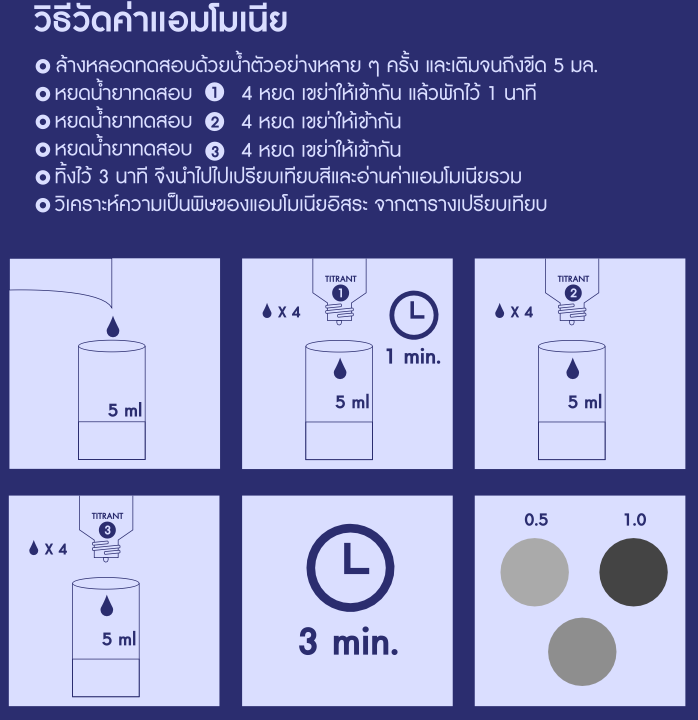 วิธีวัดค่าแอมโมเนีย
ล้างหลอดทดสอบด้วยน้ำตัวอย่างหลาย ๆ ครั้ง และเติมจนถึงขีด 5 มล.
หยดน้ำยาทดสอบ 1 4 หยด เขย่าให้เข้ากัน แล้วพักไว้ 1 นาที
หยดน้ำยาทดสอบ 2 4 หยด เขย่าให้เข้ากัน
หยดน้ำยาทดสอบ 3 4 หยด เขย่าให้เข้ากัน
ทิ้งไว้ 3 นาที จึงนำไปไปเปรียบเทียบสีและอ่านค่าแอมโมเนียรวม
วิเคราะห์ความเป็นพิษของแอมโมเนียอิสระ จากตารางเปรียบเทียบ
5 ml
TITRANT
1
X 4
1 min.
5 ml
TITRANT
2
X 4
5 ml
TITRANT
3
X 4
5 ml
3 min.
0.5 1.0